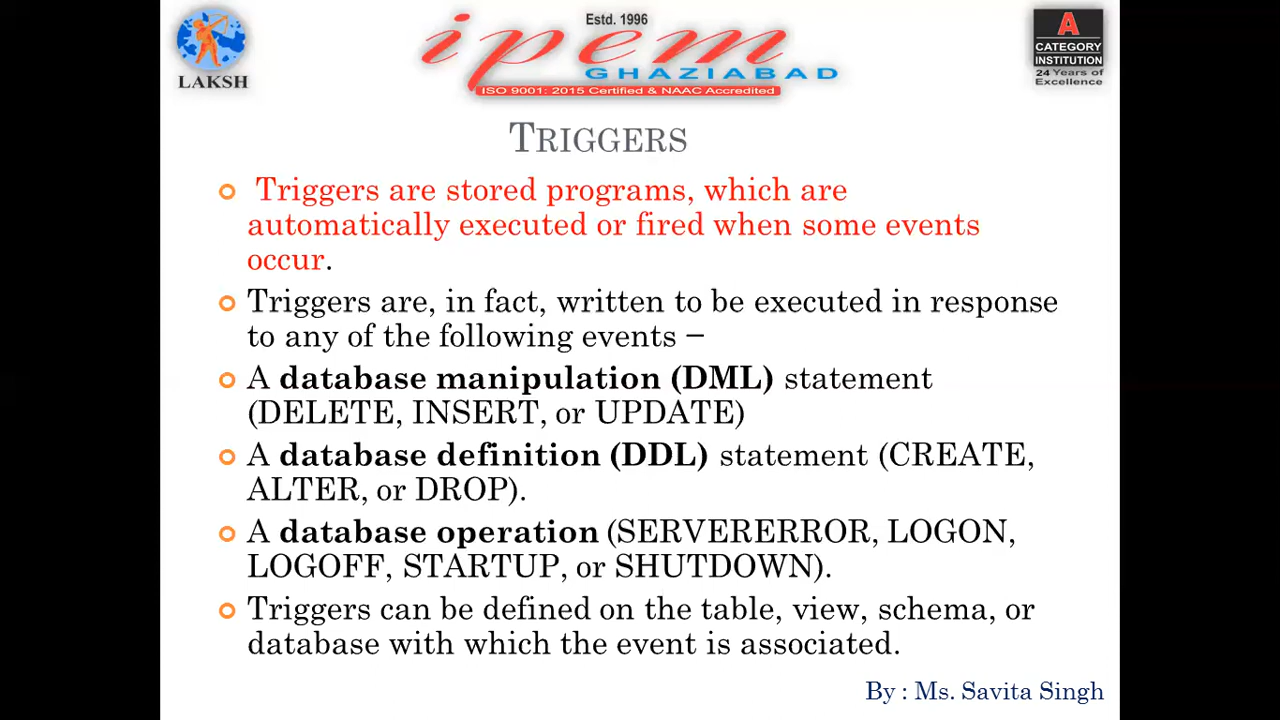 LAKSH
Estd. 1996
ipem
GHAZIABAD
ISO 9001: 2015 Certified & NAAC Accredited
A
CATEGORY
INSTITUTION
24 Years of
Excellence
TRIGGERS
Triggers are stored programs, which are
automatically executed or fired when some events
occur.
Triggers are, in fact, written to be executed in response
to any of the following events −
A database manipulation (DML) statement
(DELETE, INSERT, or UPDATE)
A database definition (DDL) statement (CREATE,
ALTER, or DROP).
A database operation (SERVERERROR, LOGON,
LOGOFF, STARTUP, or SHUTDOWN).
Triggers can be defined on the table, view, schema, or
database with which the event is associated.
By : Ms. Savita Singh